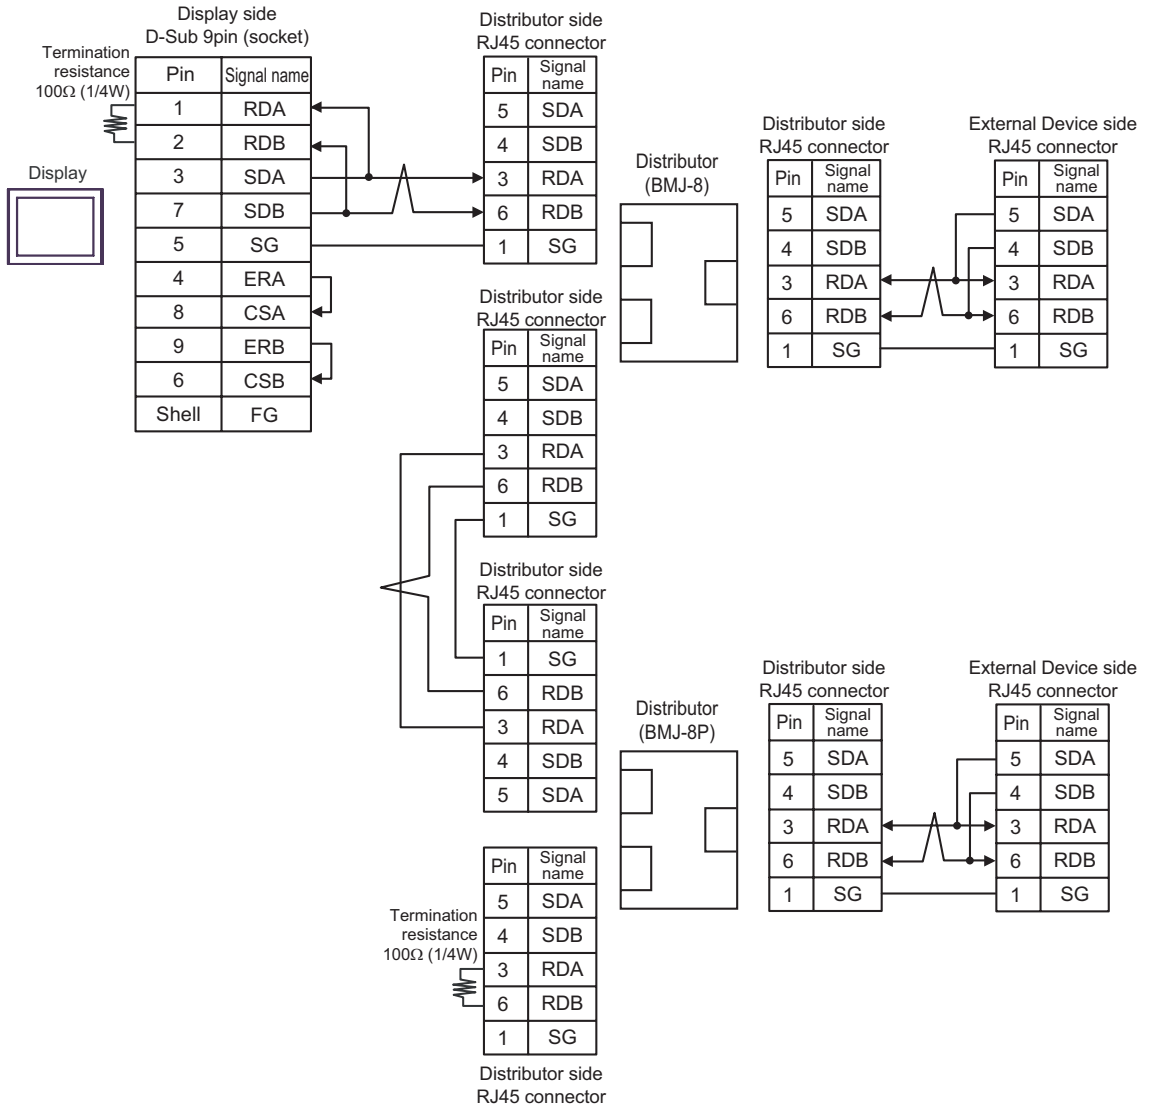 Display side
D-Sub 9pin (socket)
Termination
resistance
100Ω (1/4W)
Pin Signal name
1 RDA
2 RDB
3 SDA
7 SDB
5 SG
4 ERA
8 CSA
9 ERB
6 CSB
Shell FG
Display
Distributor side
RJ45 connector
Pin Signal
name
5 SDA
4 SDB
3 RDA
6 RDB
1 SG
Distributor
(BMJ-8)
Distributor side
RJ45 connector
Pin Signal
name
5 SDA
4 SDB
3 RDA
6 RDB
1 SG
External Device side
RJ45 connector
Pin Signal
name
5 SDA
4 SDB
3 RDA
6 RDB
1 SG
Distributor side
RJ45 connector
Pin Signal
name
5 SDA
4 SDB
3 RDA
6 RDB
1 SG
Distributor side
RJ45 connector
Pin Signal
name
1 SG
6 RDB
3 RDA
4 SDB
5 SDA
Distributor
(BMJ-8P)
Distributor side
RJ45 connector
Pin Signal
name
5 SDA
4 SDB
3 RDA
6 RDB
1 SG
External Device side
RJ45 connector
Pin Signal
name
5 SDA
4 SDB
3 RDA
6 RDB
1 SG
Termination
resistance
100Ω (1/4W)
Pin Signal
name
5 SDA
4 SDB
3 RDA
6 RDB
1 SG
Distributor side
RJ45 connector